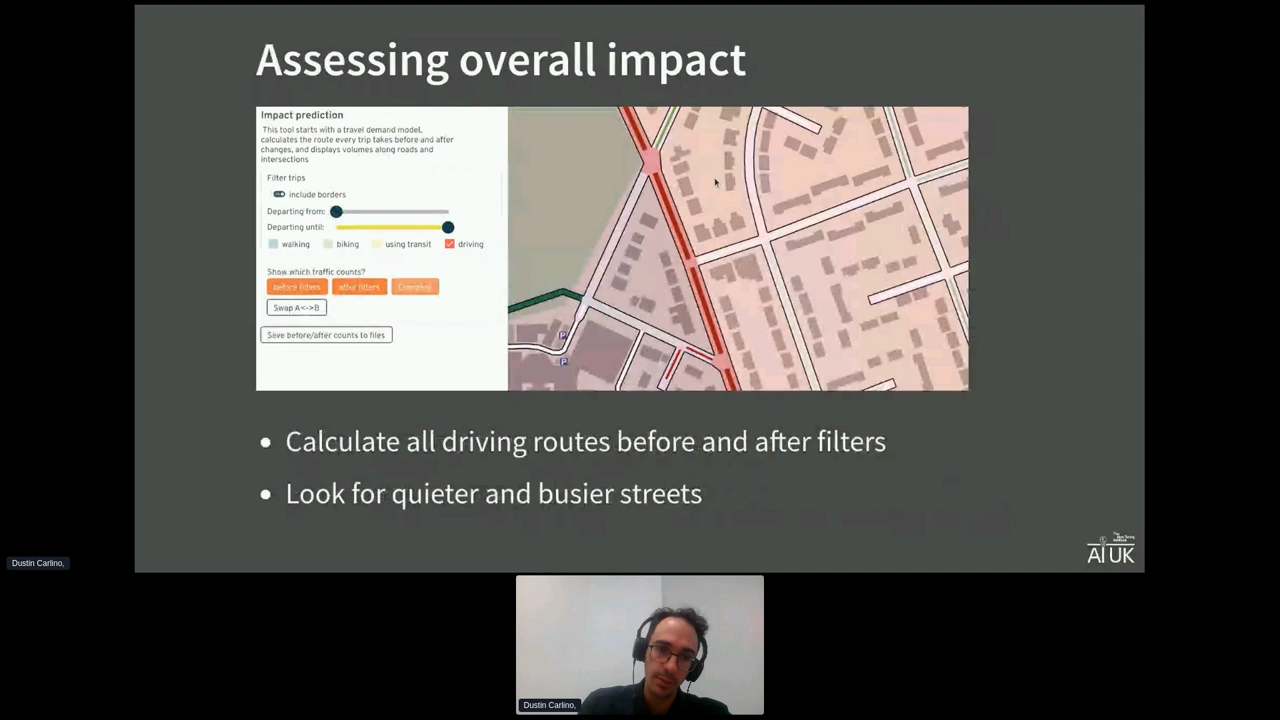 Assessing overall impact
Impact prediction
This tool starts with a travel demand model,
calculates the route every trip takes before and after
changes, and displays volumes along roads and
intersections
Filter trips
include borders
Departing from:
Departing until:
walking biking using transit driving
Show which traffic counts?
before filters after filters Compare
Swap A<->B
Save before/after counts to files
P
P
• Calculate all driving routes before and after filters
• Look for quieter and busier streets
AI UK
Dustin Carlino,
Dustin Carlino,